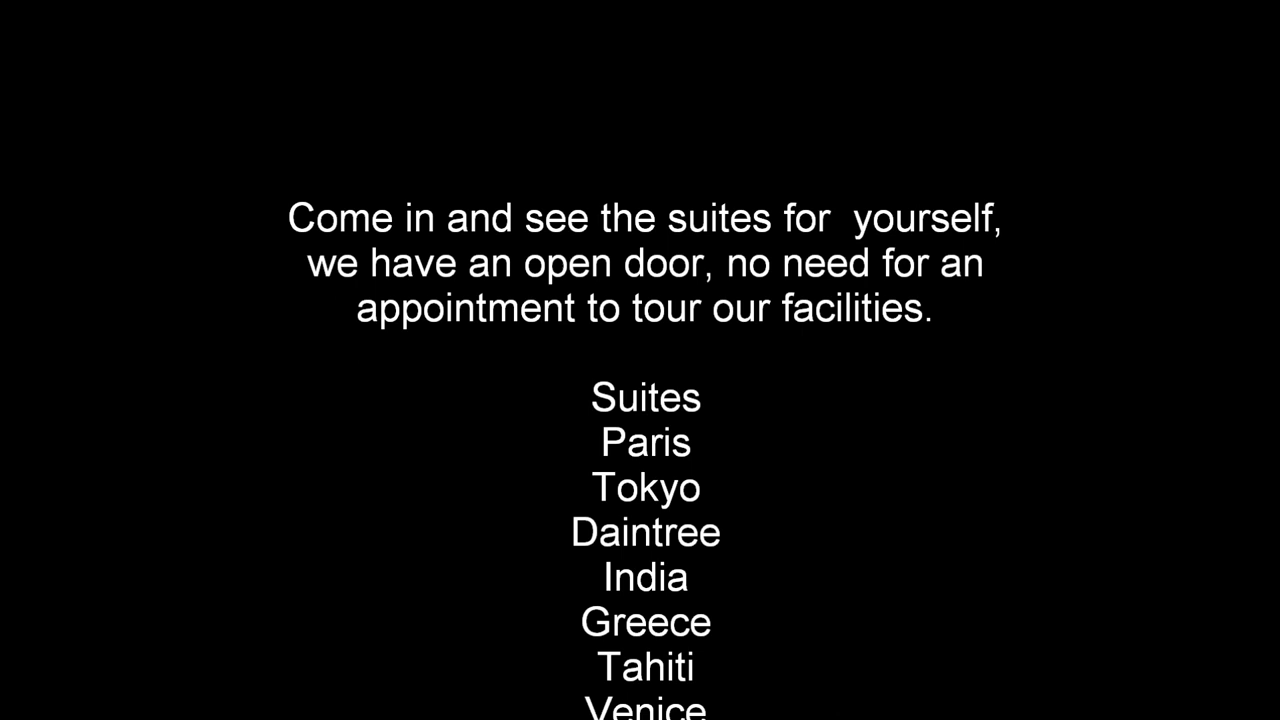 Come in and see the suites for  yourself,
we have an open door, no need for an
appointment to tour our facilities.
Suites
Paris
Tokyo
Daintree
India
Greece
Tahiti
Venice